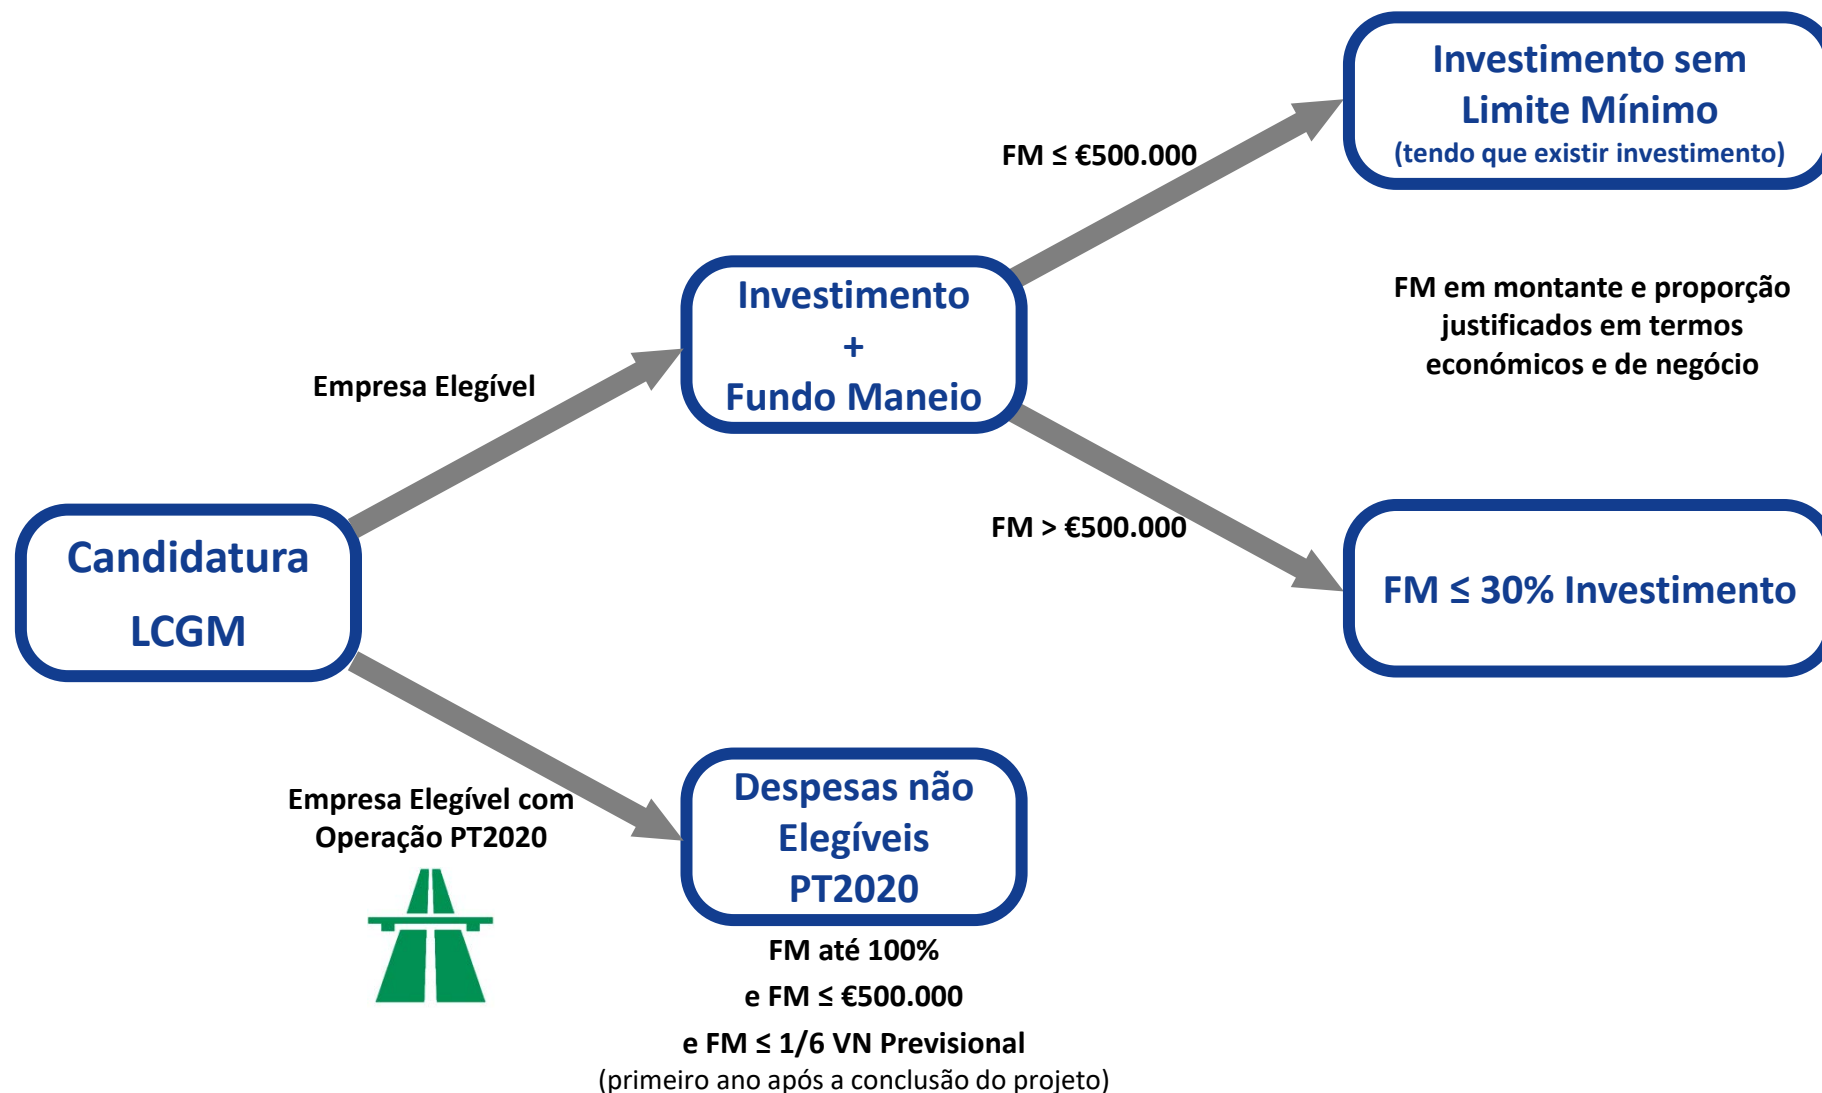 Investimento sem
Limite Mínimo
(tendo que existir investimento)
FM ≤ €500.000
FM em montante e proporção
justificados em termos
económicos e de negócio
Investimento
+
Fundo Maneio
Empresa Elegível
FM > €500.000
FM ≤ 30% Investimento
Candidatura
LCGM
Empresa Elegível com
Operação PT2020
Despesas não
Elegíveis
PT2020
FM até 100%
e FM ≤ €500.000
e FM ≤ 1/6 VN Previsional
(primeiro ano após a conclusão do projeto)